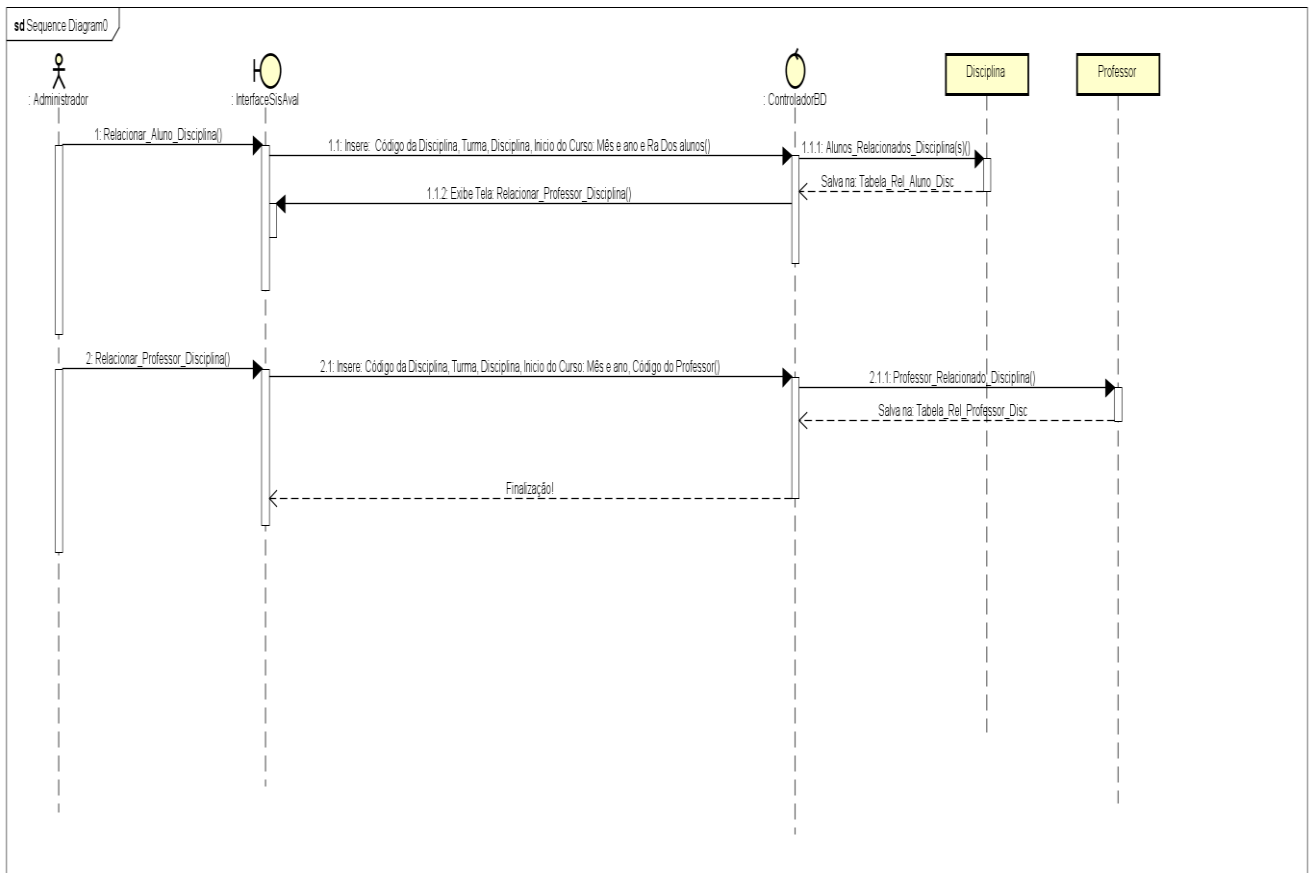 sd Sequence Diagram0
: Administrador
: InterfaceSisAval
: ControladorBD
Disciplina
Professor
1: Relacionar_Aluno_Disciplina()
1.1: Insere: Código da Disciplina, Turma, Disciplina, Inicio do Curso: Mês e ano e Ra Dos alunos()
1.1.1: Alunos_Relacionados_Disciplina(s)()
Salva na: Tabela_Rel_Aluno_Disc
1.1.2: Exibe Tela: Relacionar_Professor_Disciplina()
2: Relacionar_Professor_Disciplina()
2.1: Insere: Código da Disciplina, Turma, Disciplina, Inicio do Curso: Mês e ano, Código do Professor()
2.1.1: Professor_Relacionado_Disciplina()
Salva na: Tabela_Rel_Professor_Disc
Finalização!